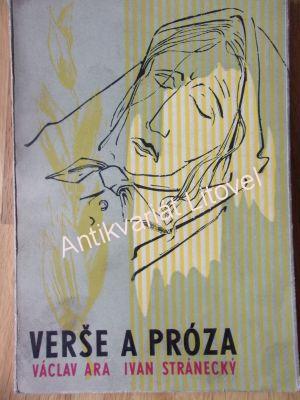 Antikvariát Litovel
VERŠE A PRÓZA
VÁCLAV ARA IVAN STRÁNECKÝ